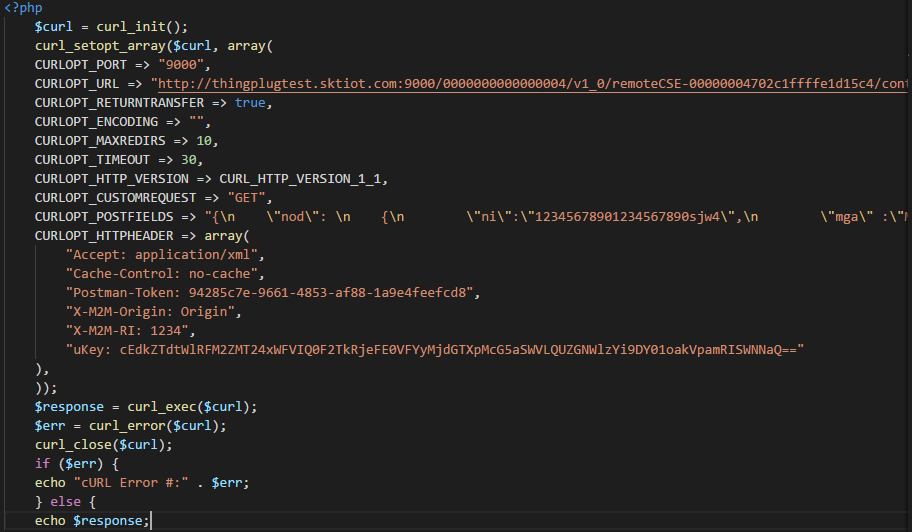 <?php
$curl = curl_init();
curl_setopt_array($curl, array(
CURLOPT_PORT => "9000",
CURLOPT_URL => "http://thingplugtest.sktiot.com:9000/0000000000000004/v1_0/remoteCSE-00000004702c1ffffe1d15c4/cont
CURLOPT_RETURNTRANSFER => true,
CURLOPT_ENCODING => "",
CURLOPT_MAXREDIRS => 10,
CURLOPT_TIMEOUT => 30,
CURLOPT_HTTP_VERSION => CURL_HTTP_VERSION_1_1,
CURLOPT_CUSTOMREQUEST => "GET",
CURLOPT_POSTFIELDS => "{\n    \"nod\": \n    {\n        \"ni\":\"12345678901234567890sjw4\",\n        \"mga\" :\"M
CURLOPT_HTTPHEADER => array(
"Accept: application/xml",
"Cache-Control: no-cache",
"Postman-Token: 94285c7e-9661-4853-af88-1a9e4feefcd8",
"X-M2M-Origin: Origin",
"X-M2M-RI: 1234",
"uKey: cEdkZTdtWlRFM2ZMT24xWFVIQ0F2TkRjeFE0VFYyMjdGTXpMcG5aSWVLQUZGNWlzYi9DY01oakVpamRISWNNaQ=="
),
));
$response = curl_exec($curl);
$err = curl_error($curl);
curl_close($curl);
if ($err) {
echo "cURL Error #:" . $err;
} else {
echo $response;